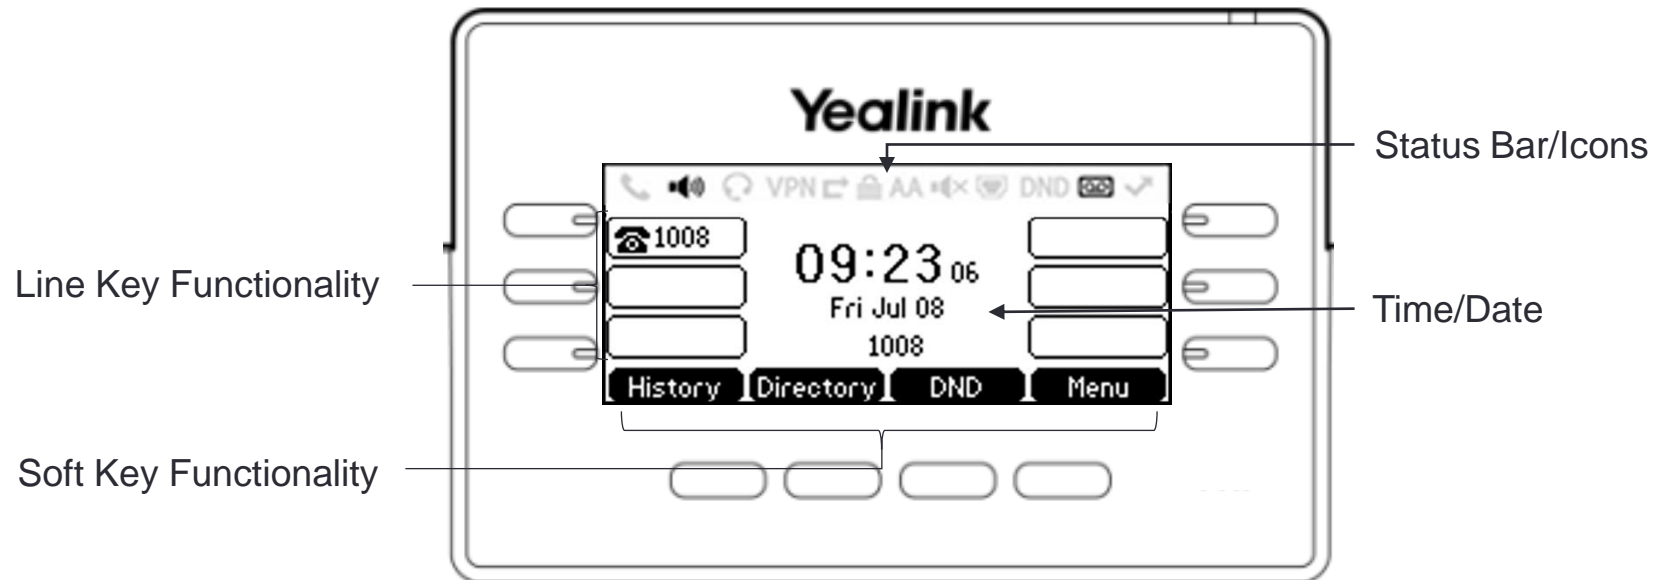 Yealink
Status Bar/Icons
VPN AA DND
1008
09:23 06
Line Key Functionality
Fri Jul 08
Time/Date
1008
History Directory DND Menu
Soft Key Functionality